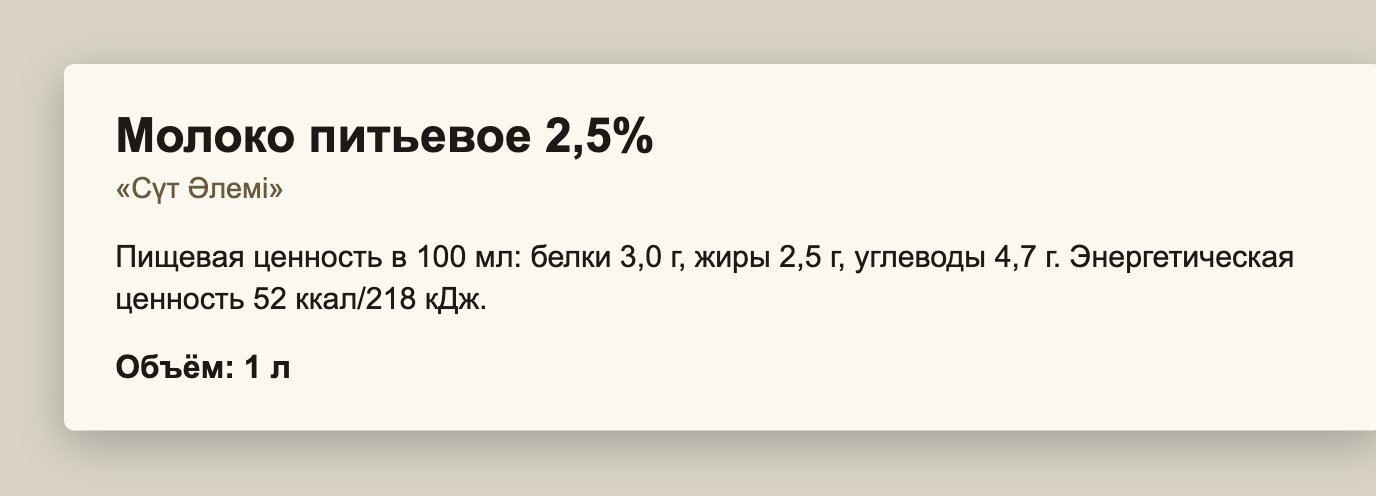 Молоко питьевое 2,5%
«Сүт Әлемі»
Пищевая ценность в 100 мл: белки 3,0 г, жиры 2,5 г, углеводы 4,7 г. Энергетическая
ценность 52 ккал/218 кДж.
Объём: 1 л